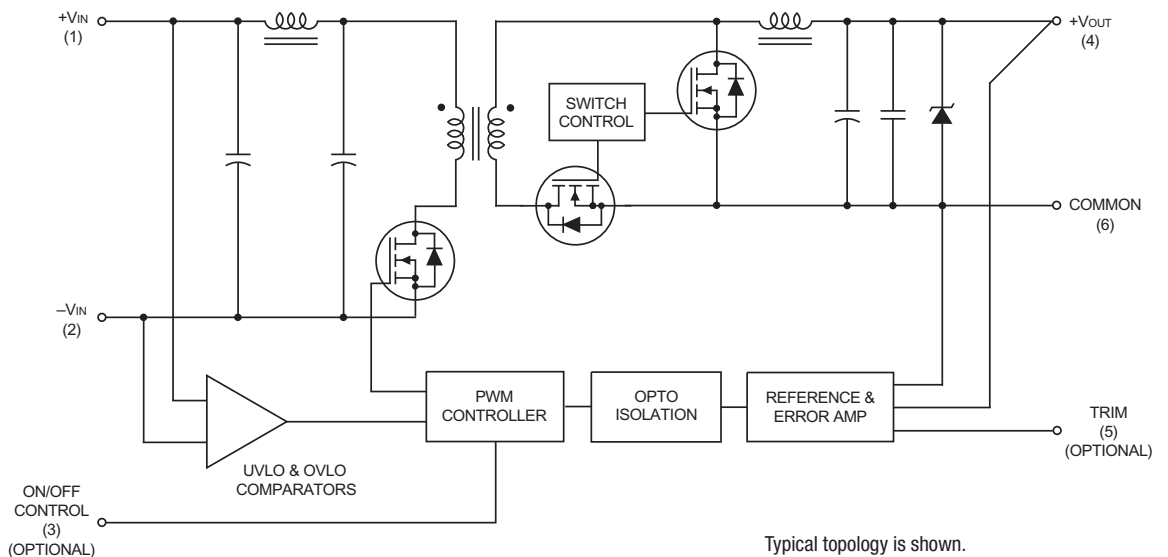 +VIN
(1)
+VOUT
(4)
SWITCH
CONTROL
COMMON
(6)
–VIN
(2)
PWM
CONTROLLER
OPTO
ISOLATION
REFERENCE &
ERROR AMP
TRIM
(5)
(OPTIONAL)
UVLO & OVLO
COMPARATORS
ON/OFF
CONTROL
(3)
(OPTIONAL)
Typical topology is shown.